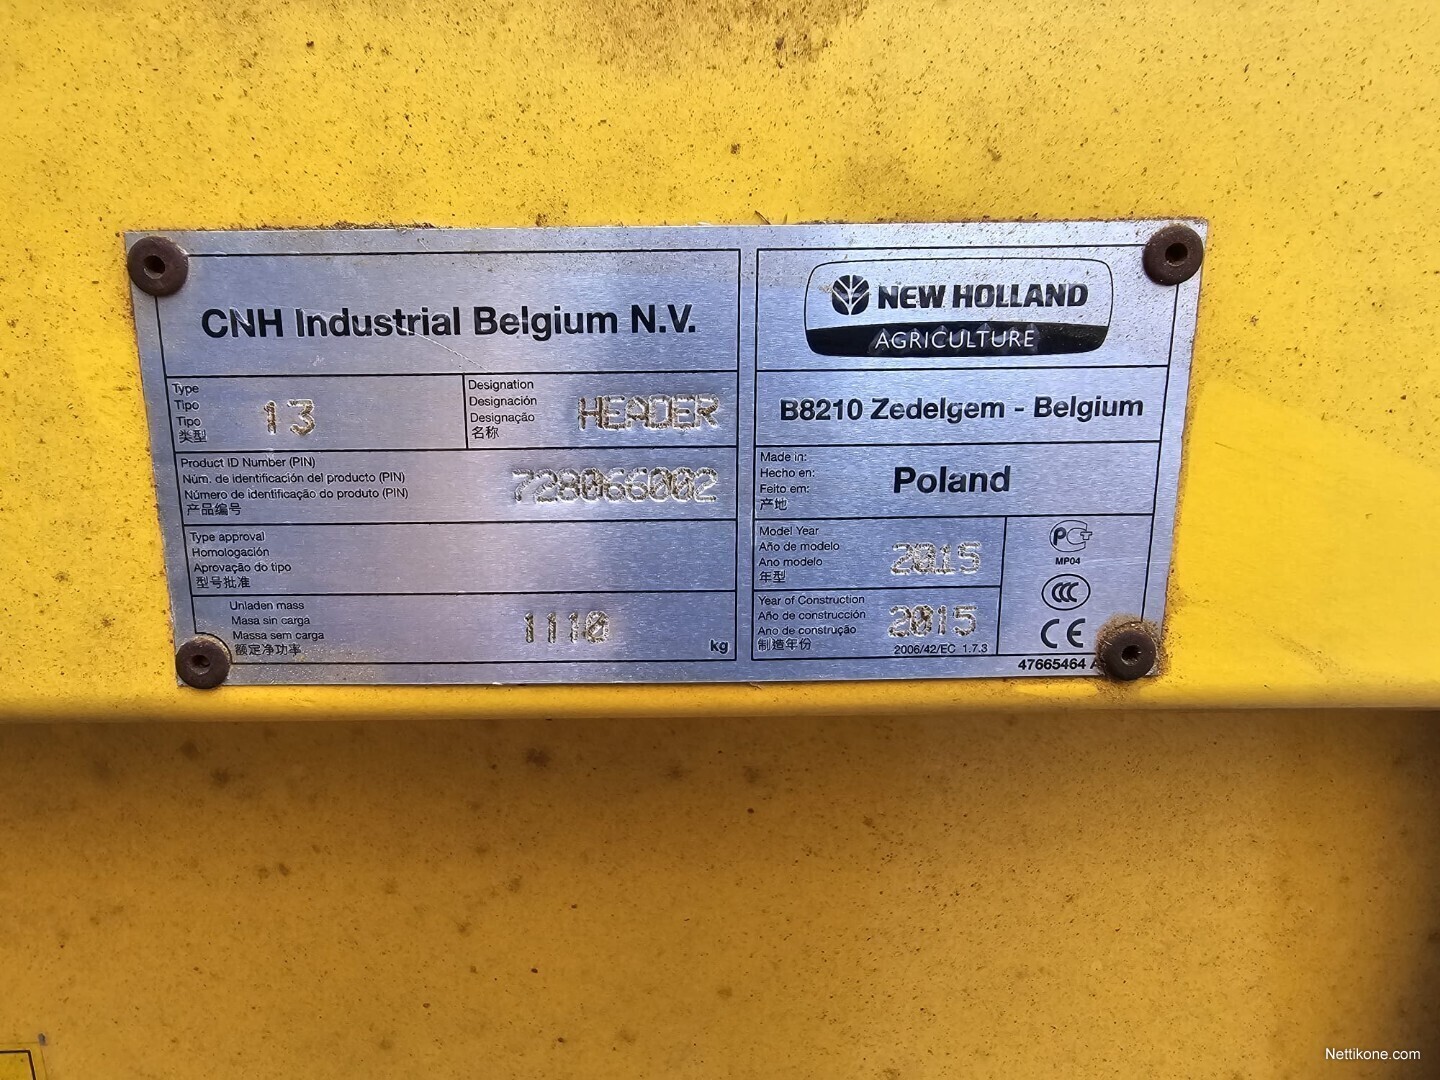 CNH Industrial Belgium N.V.
Type
Tipo
Tipo
类型
13
Designation
Designación
Designação
名称
HEADER
Product ID Number (PIN)
Núm. de identificación del producto (PIN)
Número de identificação do produto (PIN)
产品编号
728066002
Type approval
Homologación
Aprovação do tipo
型号批准
Unladen mass
Masa sin carga
Massa sem carga
额定净功率
1110
kg
NEW HOLLAND
AGRICULTURE
B8210 Zedelgem - Belgium
Made in:
Hecho en:
Feito em:
产地
Poland
Model Year
Año de modelo
Ano modelo
年型
2015
Year of Construction
Año de construcción
Ano de construção
制造年份
2015
2006/42/EC 1.7.3
РСТ
MP04
CCC
CE
47665464 A
Nettikone.com